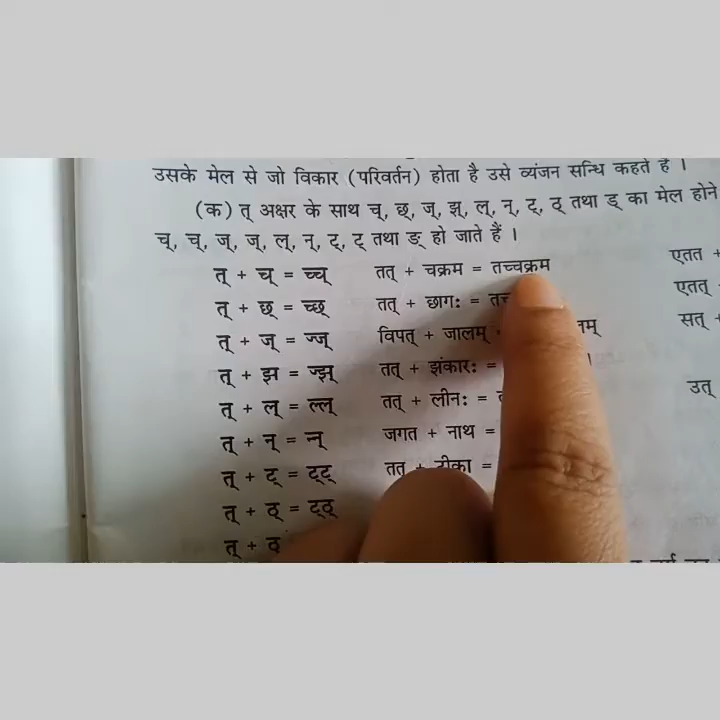 उसके मेल से जो विकार (परिवर्तन) होता है उसे व्यंजन सन्धि कहते हैं ।
(क) त् अक्षर के साथ च्, छ्, ज्, झ्, ल्, न्, ट्, ठ् तथा ड् का मेल होने
च्, च्, ज्, ज्, ल्, न्, ट्, ट् तथा ङ् हो जाते हैं ।
त् + च् = च्च् तत् + चक्रम = तच्चक्रम एतत +
त् + छ् = च्छ् तत् + छागः = एतत्
त् + ज् = ज्ज् विपत् + जालम् सत् +
त् + झ = ज्झ् तत् + झंकारः = ।
त् + ल् = ल्ल् तत् + लीनः = उत्
त् + न् = न्न् जगत + नाथ =
त् + ट् = ट्ट् तत् + टीका =
त् + ठ् = ट्ठ्
त् +